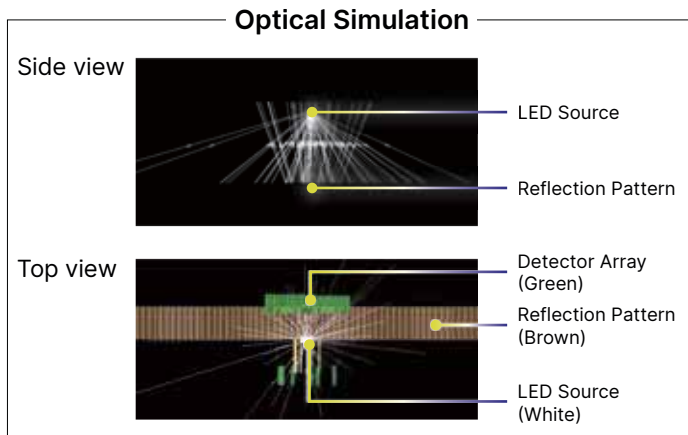 Optical Simulation
Side view
LED Source
Reflection Pattern
Top view
Detector Array
(Green)
Reflection Pattern
(Brown)
LED Source
(White)